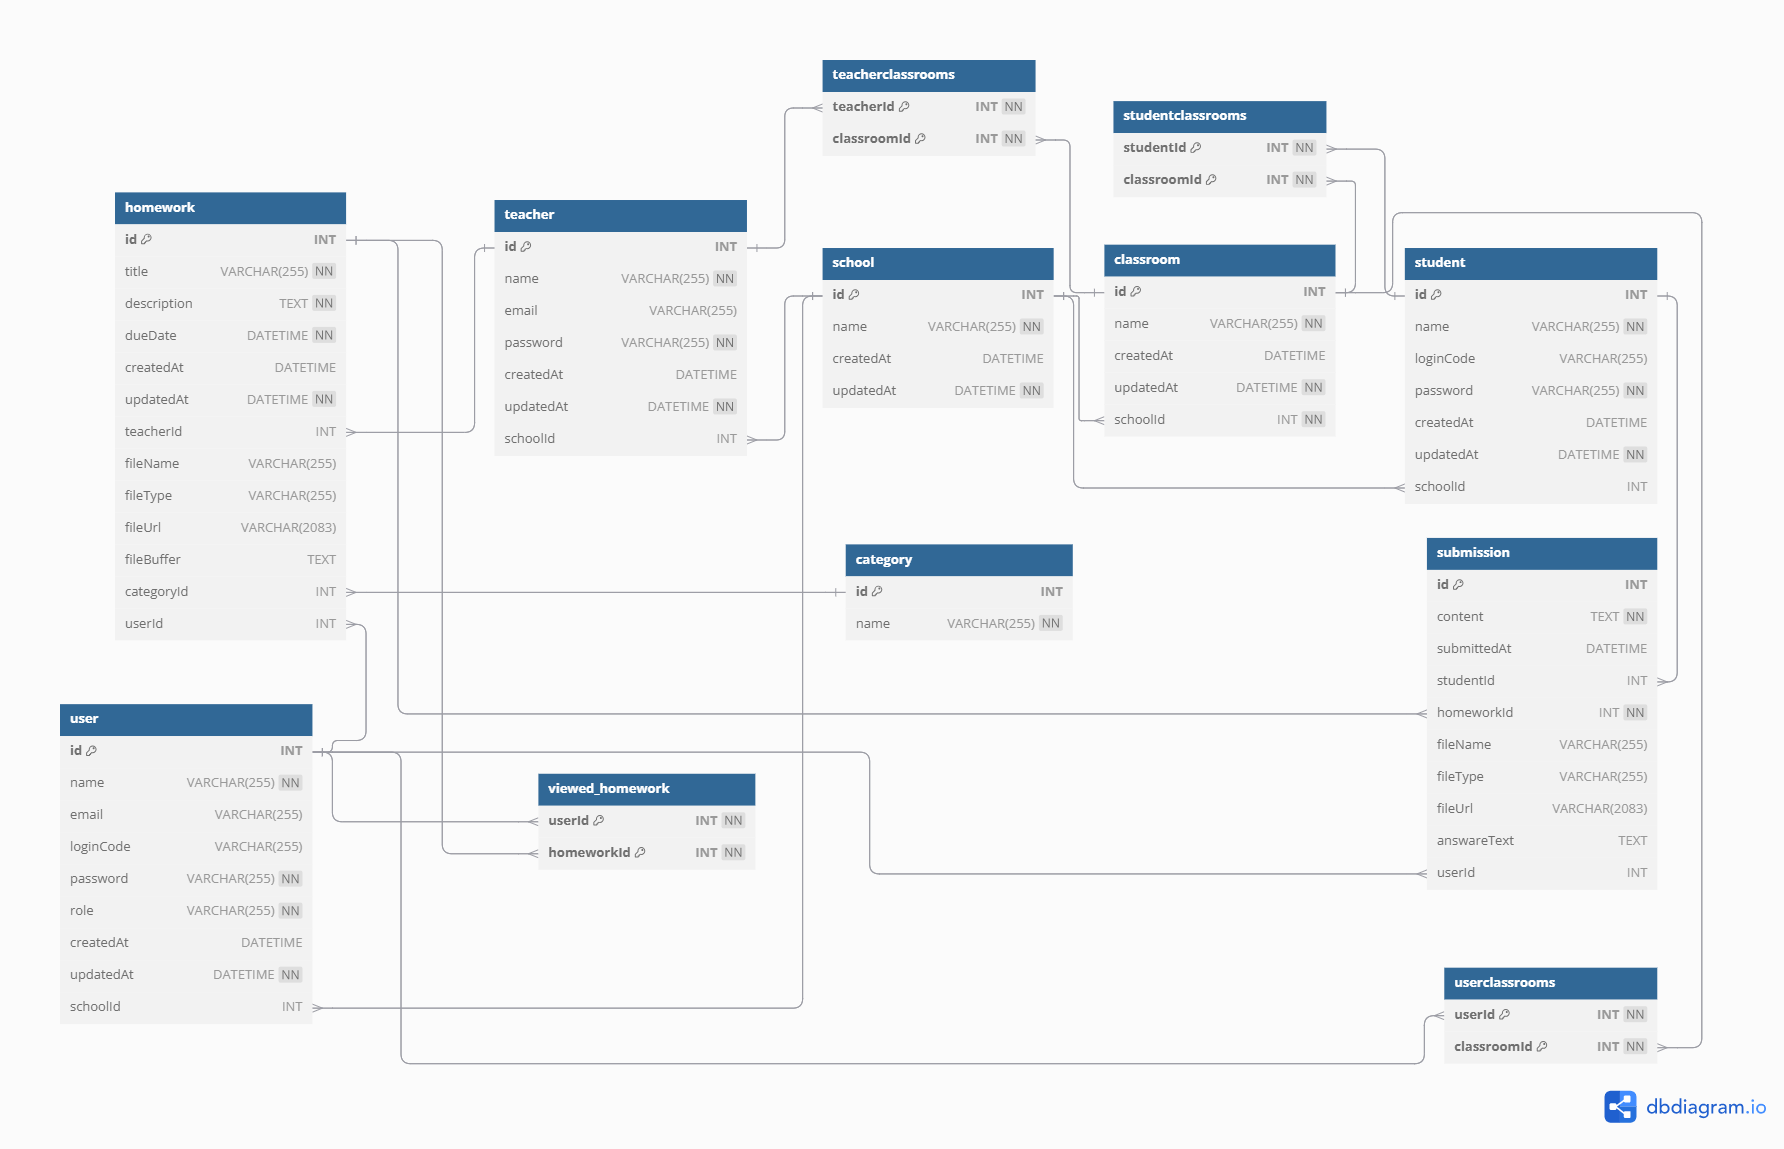 teacherclassrooms
teacherId INT NN
classroomId INT NN
studentclassrooms
studentId INT NN
classroomId INT NN
homework
id INT
title VARCHAR(255) NN
description TEXT NN
dueDate DATETIME NN
createdAt DATETIME
updatedAt DATETIME NN
teacherId INT
fileName VARCHAR(255)
fileType VARCHAR(255)
fileUrl VARCHAR(2083)
fileBuffer TEXT
categoryId INT
userId INT
teacher
id INT
name VARCHAR(255) NN
email VARCHAR(255)
password VARCHAR(255) NN
createdAt DATETIME
updatedAt DATETIME NN
schoolId INT
school
id INT
name VARCHAR(255) NN
createdAt DATETIME
updatedAt DATETIME NN
classroom
id INT
name VARCHAR(255) NN
createdAt DATETIME
updatedAt DATETIME NN
schoolId INT NN
student
id INT
name VARCHAR(255) NN
loginCode VARCHAR(255)
password VARCHAR(255) NN
createdAt DATETIME
updatedAt DATETIME NN
schoolId INT
category
id INT
name VARCHAR(255) NN
submission
id INT
content TEXT NN
submittedAt DATETIME
studentId INT
homeworkId INT NN
fileName VARCHAR(255)
fileType VARCHAR(255)
fileUrl VARCHAR(2083)
answareText TEXT
userId INT
user
id INT
name VARCHAR(255) NN
email VARCHAR(255)
loginCode VARCHAR(255)
password VARCHAR(255) NN
role VARCHAR(255) NN
createdAt DATETIME
updatedAt DATETIME NN
schoolId INT
viewed_homework
userId INT NN
homeworkId INT NN
userclassrooms
userId INT NN
classroomId INT NN
dbdiagram.io